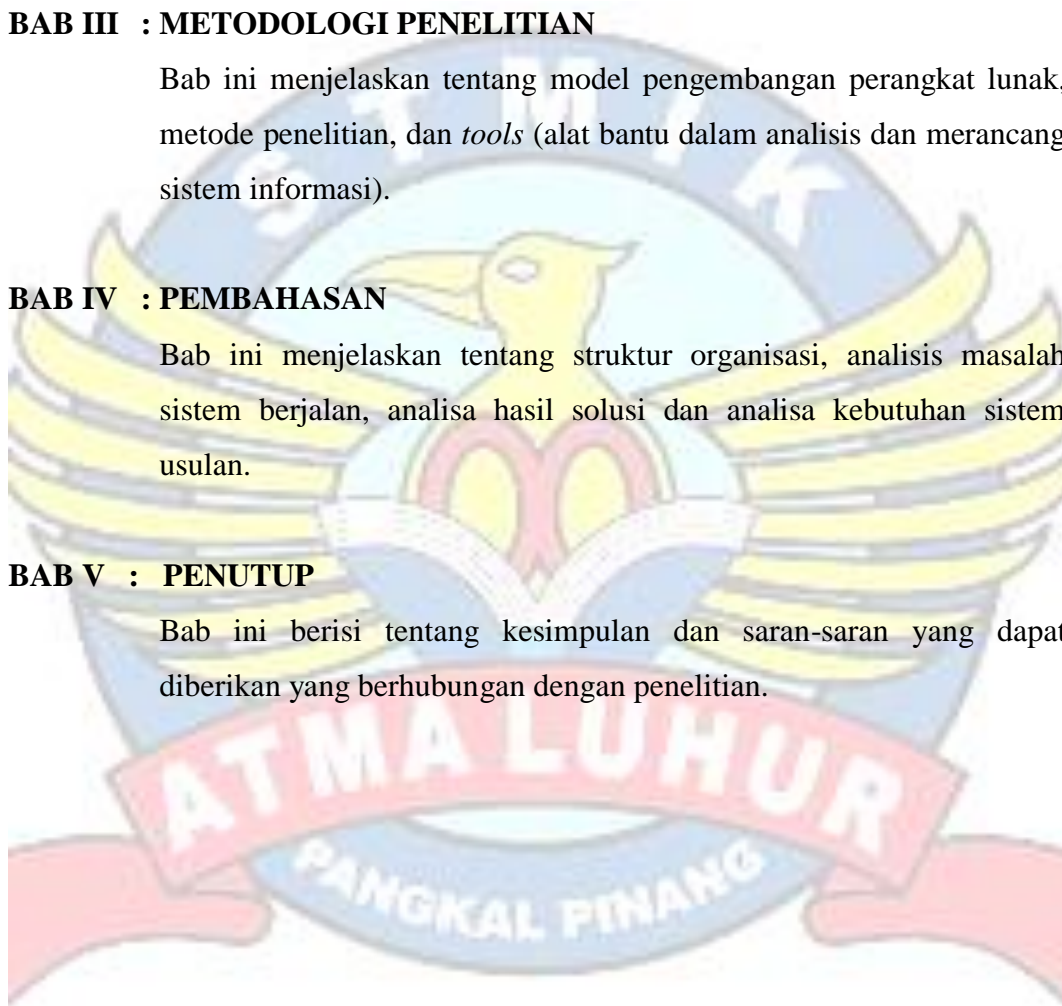 BAB III : METODOLOGI PENELITIAN
Bab ini menjelaskan tentang model pengembangan perangkat lunak,
metode penelitian, dan tools (alat bantu dalam analisis dan merancang
sistem informasi).
BAB IV : PEMBAHASAN
Bab ini menjelaskan tentang struktur organisasi, analisis masalah
sistem berjalan, analisa hasil solusi dan analisa kebutuhan sistem
usulan.
BAB V : PENUTUP
Bab ini berisi tentang kesimpulan dan saran-saran yang dapat
diberikan yang berhubungan dengan penelitian.
STMIK
ATMA LUHUR
PANGKAL PINANG